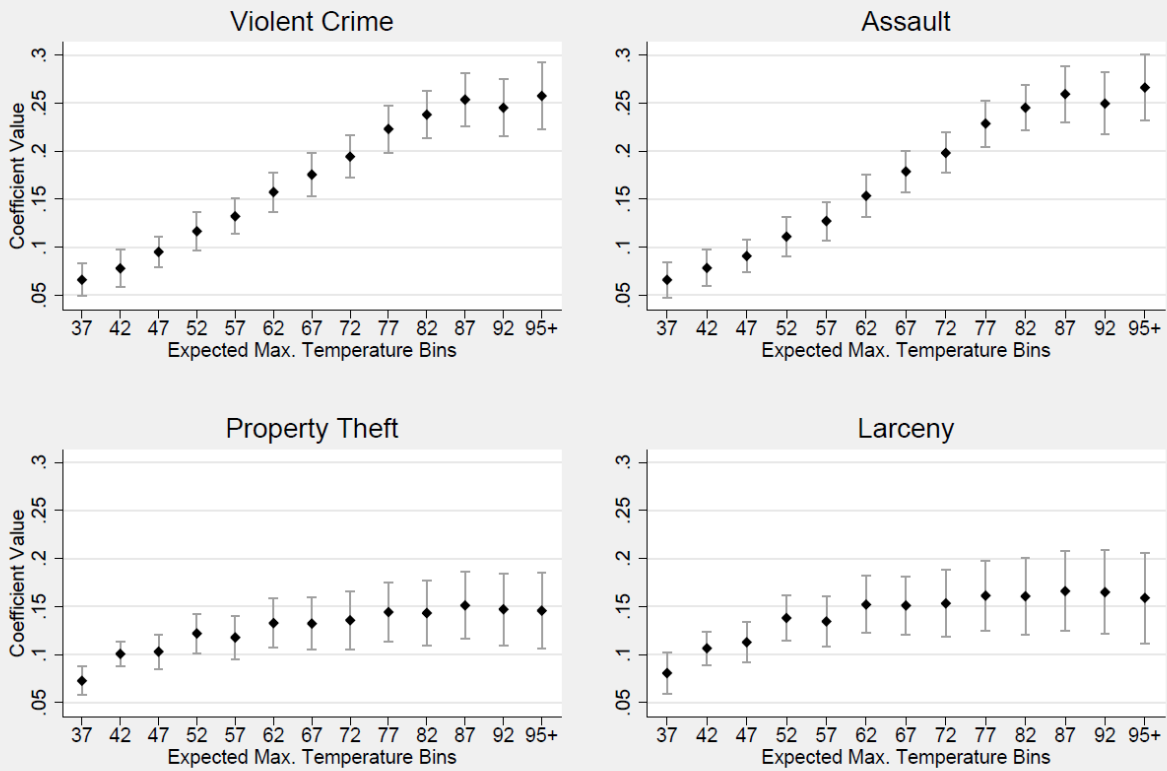 Violent Crime
Coefficient Value
.3
.25
.2
.15
.1
.05
37 42 47 52 57 62 67 72 77 82 87 92 95+
Expected Max. Temperature Bins
Assault
.3
.25
.2
.15
.1
.05
37 42 47 52 57 62 67 72 77 82 87 92 95+
Expected Max. Temperature Bins
Property Theft
Coefficient Value
.3
.25
.2
.15
.1
.05
37 42 47 52 57 62 67 72 77 82 87 92 95+
Expected Max. Temperature Bins
Larceny
.3
.25
.2
.15
.1
.05
37 42 47 52 57 62 67 72 77 82 87 92 95+
Expected Max. Temperature Bins